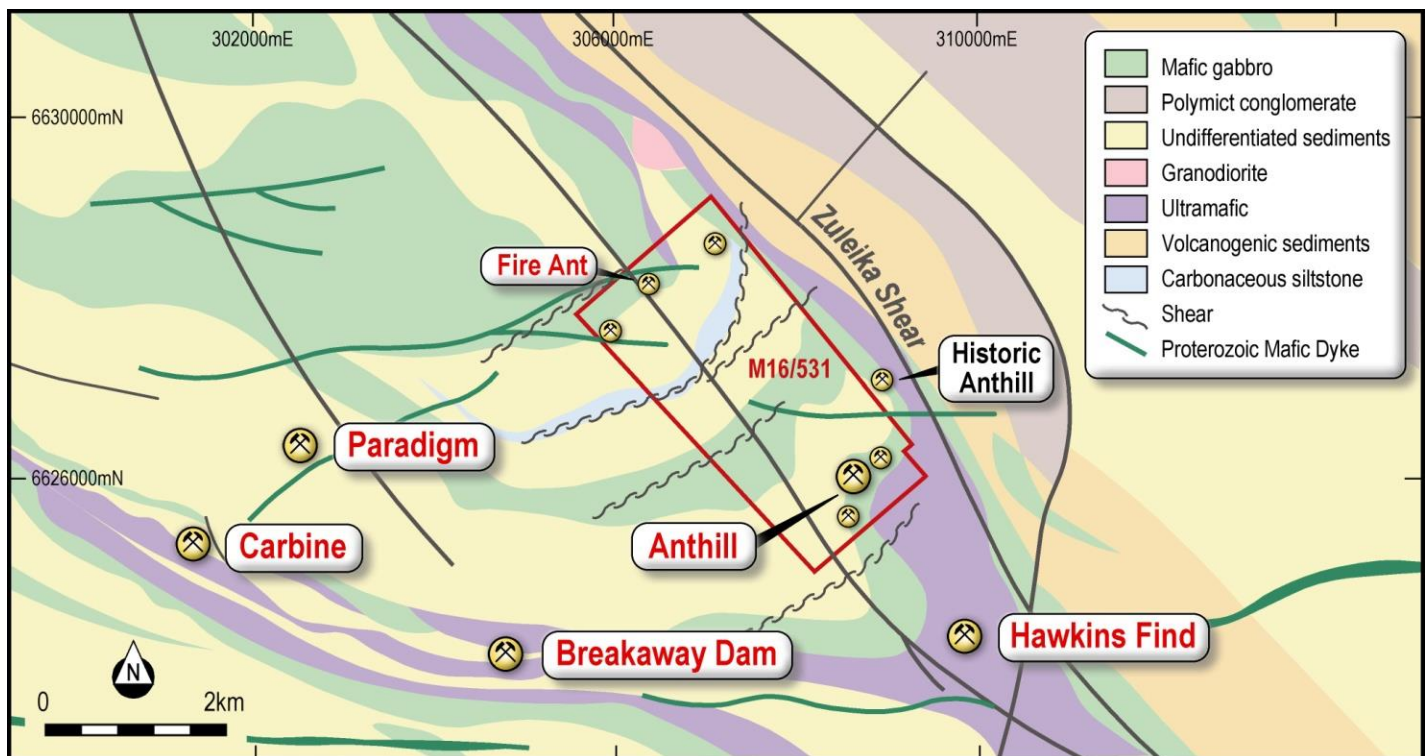 302000mE
306000mE
310000mE
6630000mN
6626000mN
Mafic gabbro
Polymict conglomerate
Undifferentiated sediments
Granodiorite
Ultramafic
Volcanogenic sediments
Carbonaceous siltstone
Shear
Proterozoic Mafic Dyke
Zuleika Shear
Fire Ant
M16/531
Historic
Anthill
Paradigm
Carbine
Anthill
Breakaway Dam
Hawkins Find
N
0 2km